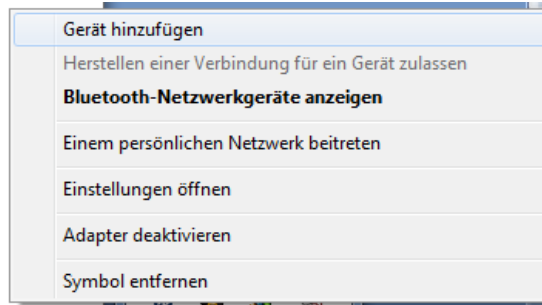 Gerät hinzufügen
Herstellen einer Verbindung für ein Gerät zulassen
Bluetooth-Netzwerkgeräte anzeigen
Einem persönlichen Netzwerk beitreten
Einstellungen öffnen
Adapter deaktivieren
Symbol entfernen